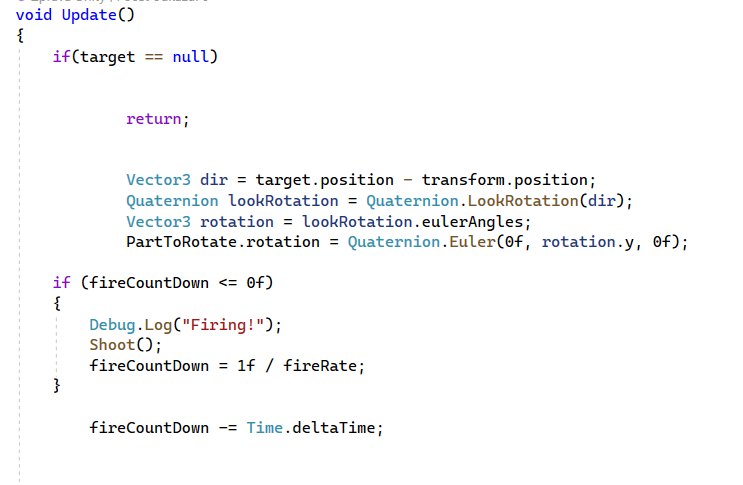 void Update()
{
if(target == null)
return;
Vector3 dir = target.position - transform.position;
Quaternion lookRotation = Quaternion.LookRotation(dir);
Vector3 rotation = lookRotation.eulerAngles;
PartToRotate.rotation = Quaternion.Euler(0f, rotation.y, 0f);
if (fireCountDown <= 0f)
{
Debug.Log("Firing!");
Shoot();
fireCountDown = 1f / fireRate;
}
fireCountDown -= Time.deltaTime;